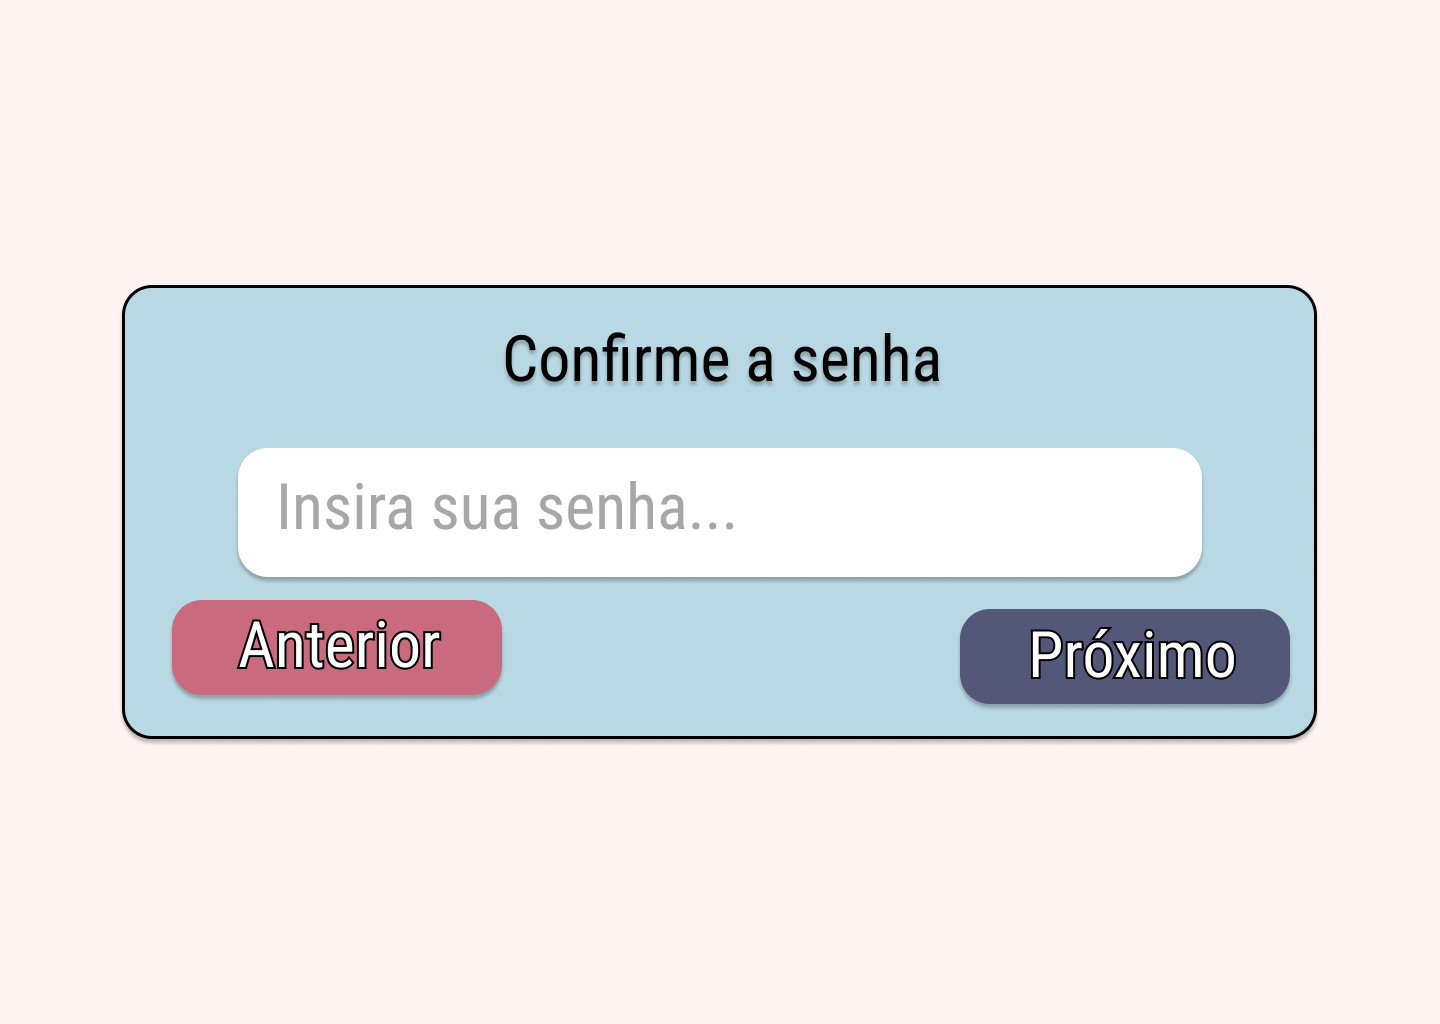 Confirme a senha
Insira sua senha...
Anterior
Próximo